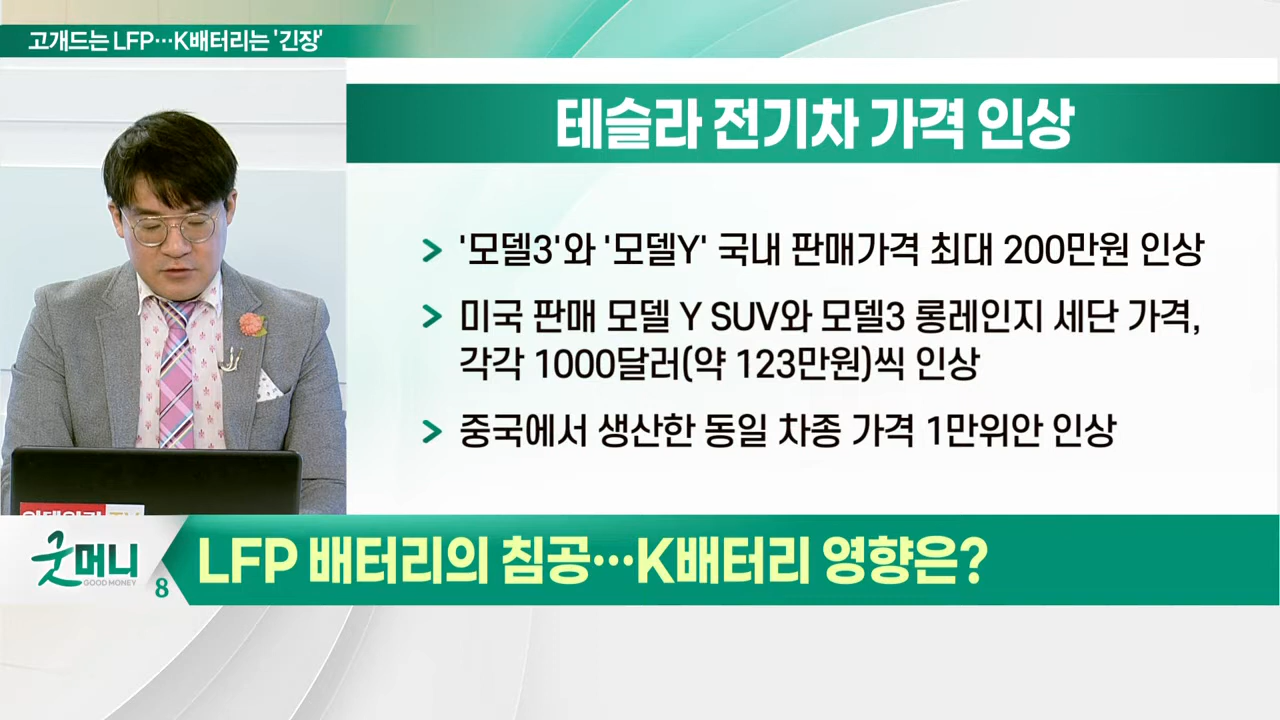 고개드는 LFP…K배터리는 '긴장'
테슬라 전기차 가격 인상
> '모델3'와 '모델Y' 국내 판매가격 최대 200만원 인상
> 미국 판매 모델 Y SUV와 모델3 롱레인지 세단 가격,
각각 1000달러(약 123만원)씩 인상
> 중국에서 생산한 동일 차종 가격 1만위안 인상
굿머니
GOOD MONEY
8
LFP 배터리의 침공…K배터리 영향은?